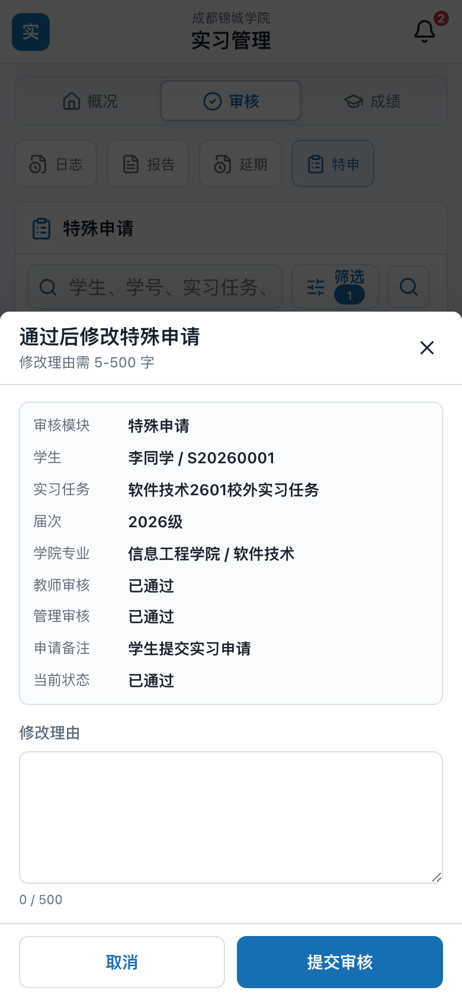 实
成都锦城学院
实习管理
2
概况
审核
成绩
日志
报告
延期
特申
特殊申请
学生、学号、实习任务、
筛选
1
通过后修改特殊申请
修改理由需 5-500 字
审核模块 特殊申请
学生 李同学 / S20260001
实习任务 软件技术2601校外实习任务
届次 2026级
学院专业 信息工程学院 / 软件技术
教师审核 已通过
管理审核 已通过
申请备注 学生提交实习申请
当前状态 已通过
修改理由
0 / 500
取消
提交审核